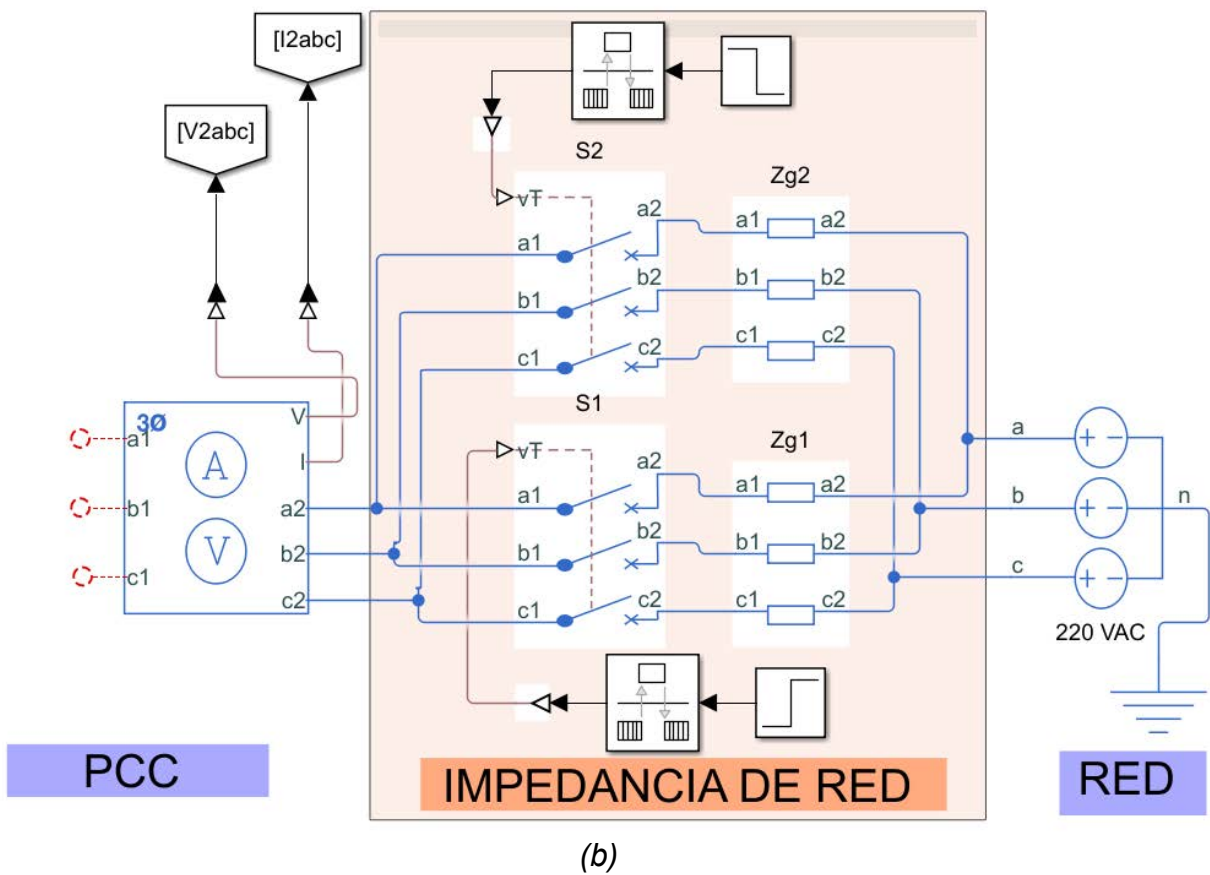 [I2abc]
[V2abc]
S2
Zg2
vT
a1
a2
b1
b2
c1
c2
a1
a2
b1
b2
c1
c2
S1
Zg1
vT
a1
a2
b1
b2
c1
c2
a1
a2
b1
b2
c1
c2
3Ø
V
I
A
V
a1
b1
c1
a2
b2
c2
a
+ -
b
+ -
c
+ -
n
220 VAC
PCC
IMPEDANCIA DE RED
RED
(b)